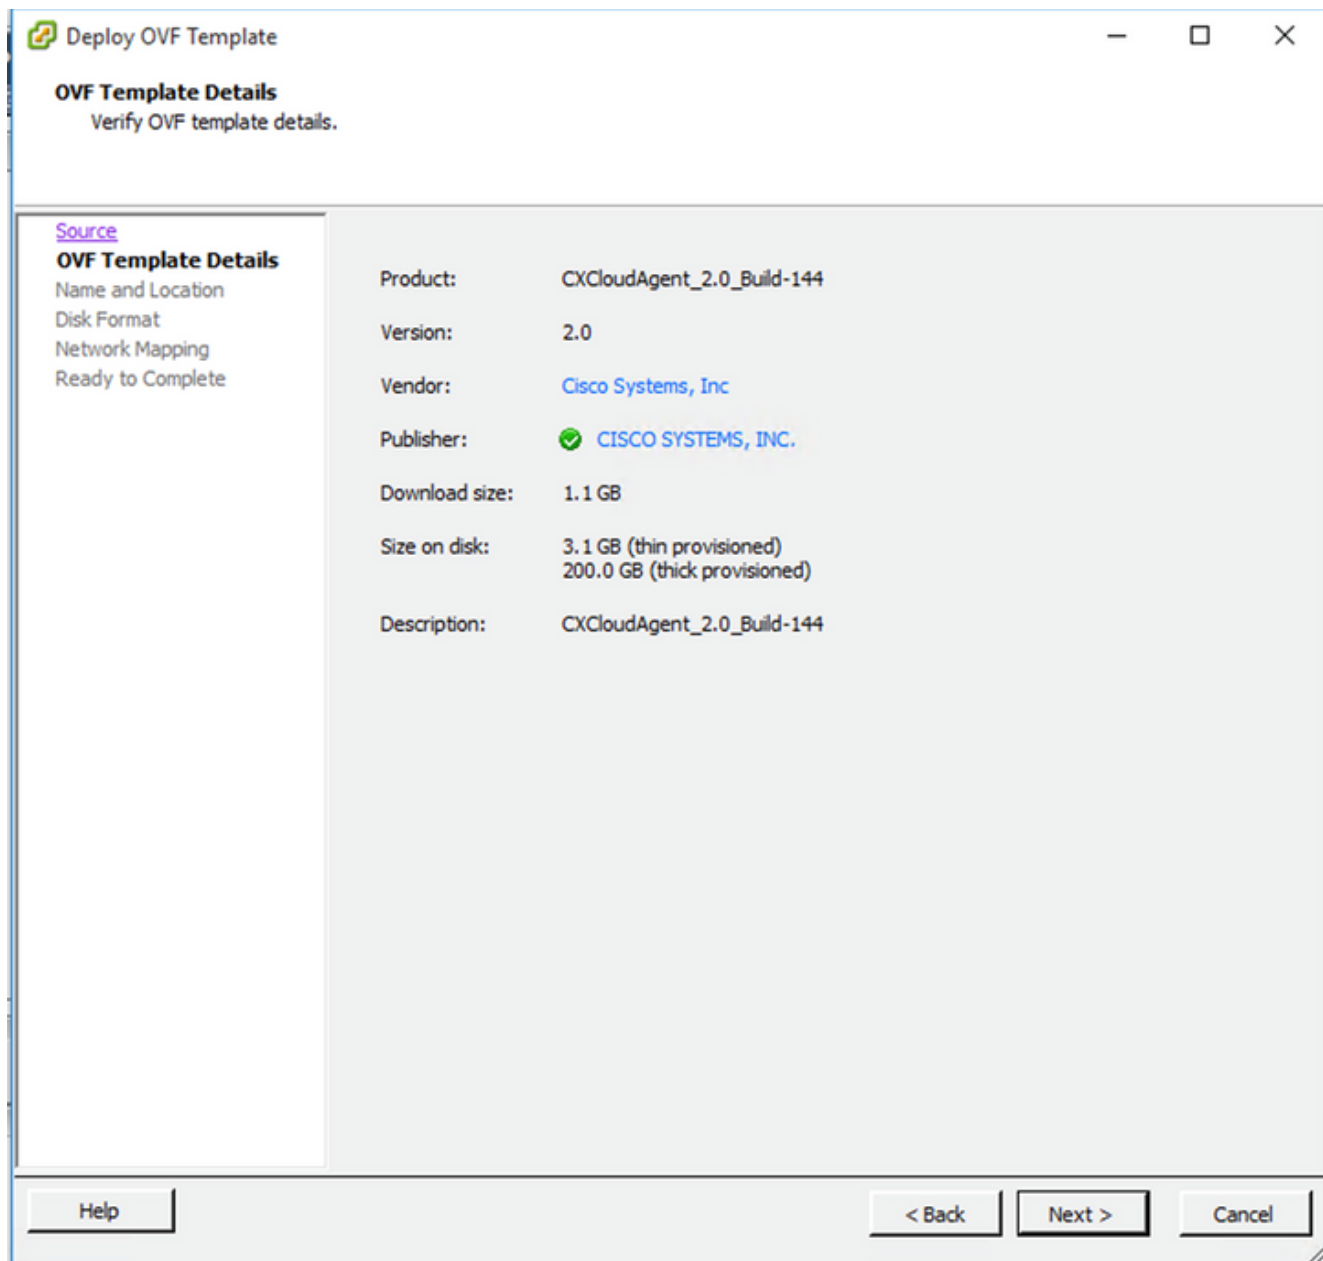 Deploy OVF Template
OVF Template Details
Verify OVF template details.
Source
OVF Template Details
Name and Location
Disk Format
Network Mapping
Ready to Complete
Product: CXCloudAgent_2.0_Build-144
Version: 2.0
Vendor: Cisco Systems, Inc
Publisher: CISCO SYSTEMS, INC.
Download size: 1.1 GB
Size on disk: 3.1 GB (thin provisioned)
200.0 GB (thick provisioned)
Description: CXCloudAgent_2.0_Build-144
Help < Back Next > Cancel